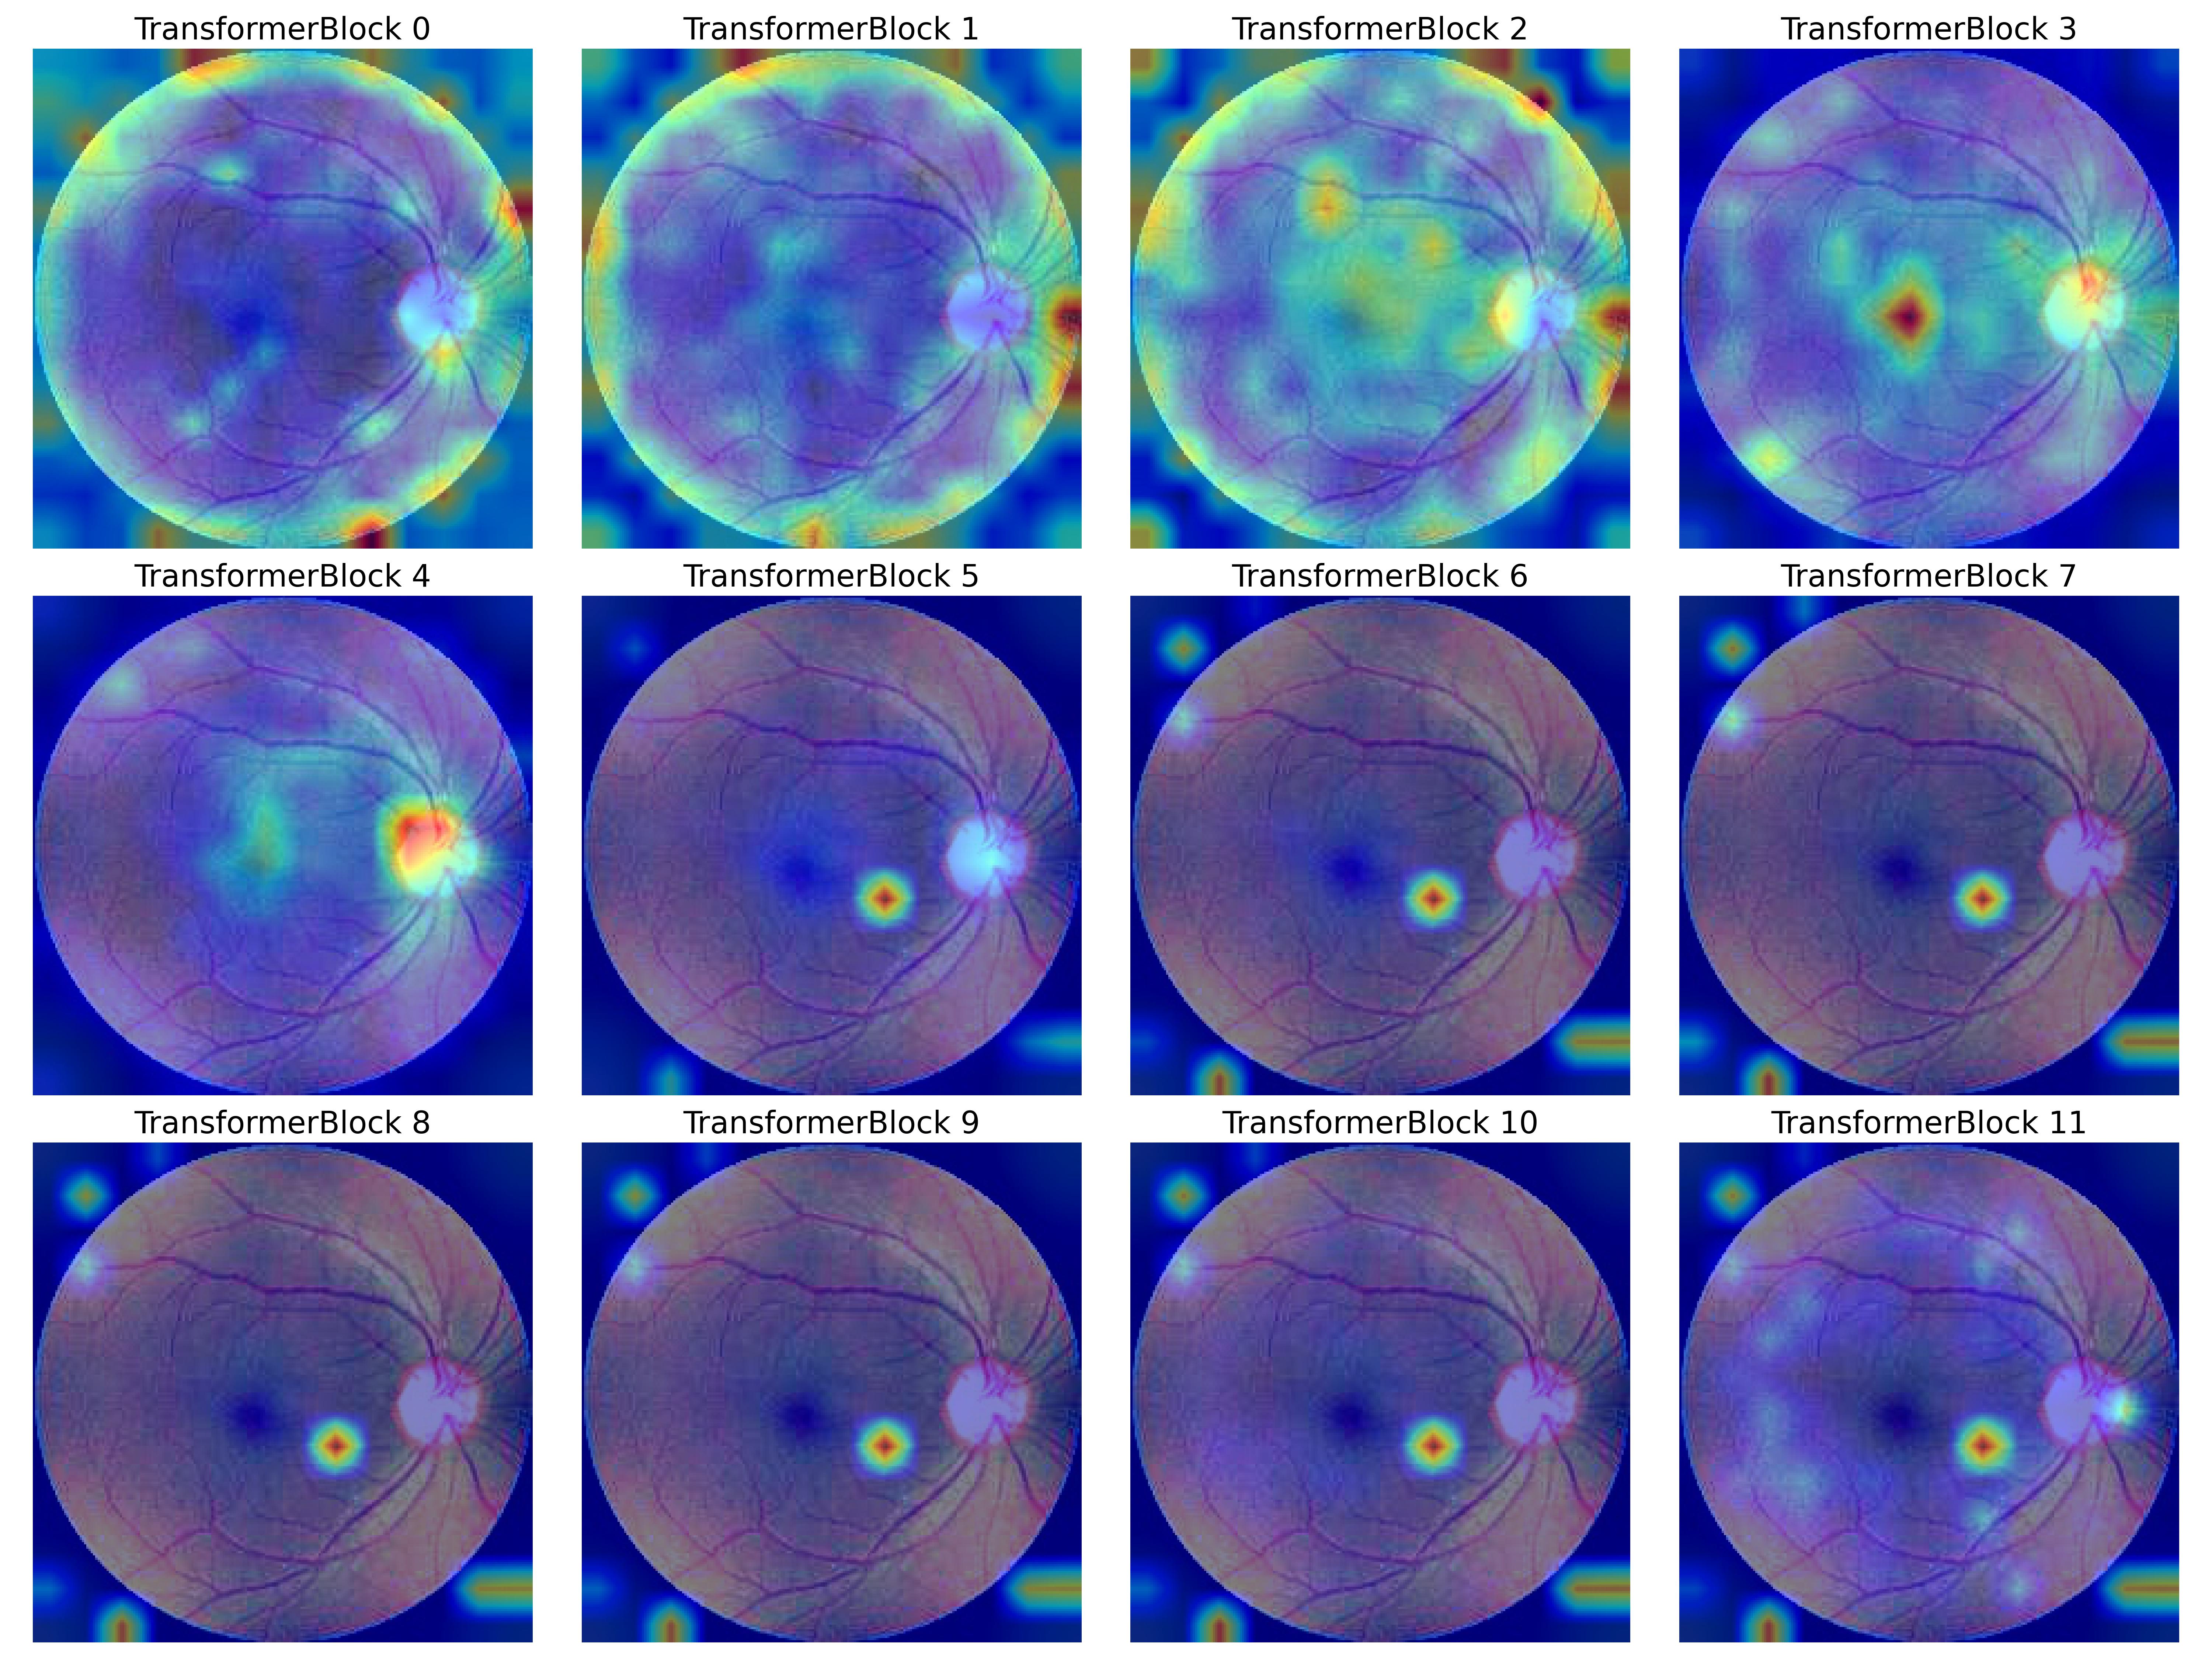 TransformerBlock 0
TransformerBlock 1
TransformerBlock 2
TransformerBlock 3
TransformerBlock 4
TransformerBlock 5
TransformerBlock 6
TransformerBlock 7
TransformerBlock 8
TransformerBlock 9
TransformerBlock 10
TransformerBlock 11